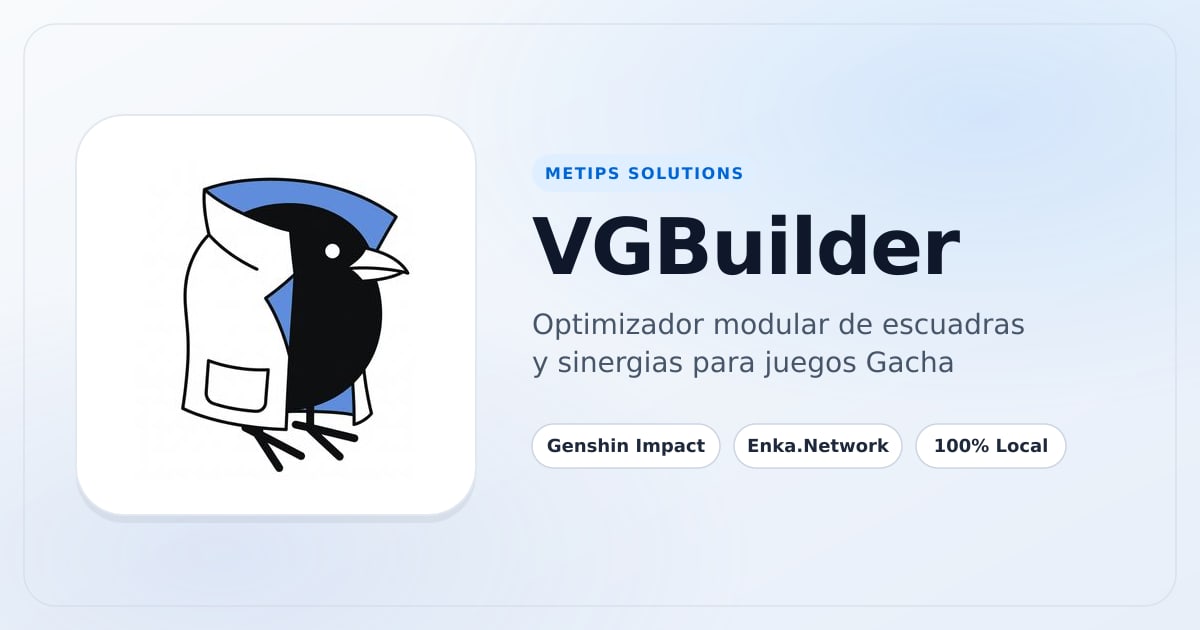 METIPS SOLUTIONS
VGBuilder
Optimizador modular de escuadras
y sinergias para juegos Gacha
Genshin Impact
Enka.Network
100% Local